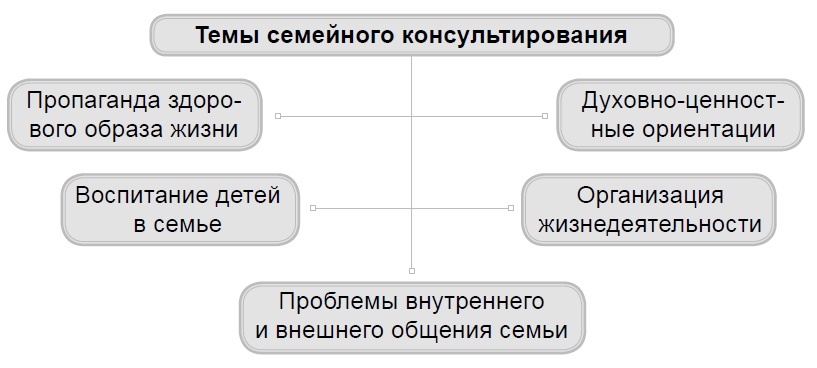 Темы семейного консультирования
Пропаганда здоро-
вого образа жизни
Духовно-ценност-
ные ориентации
Воспитание детей
в семье
Организация
жизнедеятельности
Проблемы внутреннего
и внешнего общения семьи